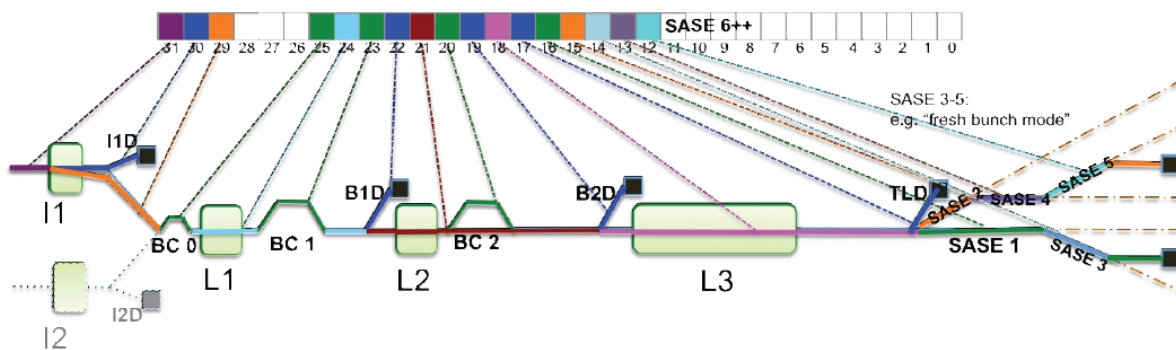 SASE 6++
31 30 29 28 27 26 25 24 23 22 21 20 19 18 17 16 15 14 13 12 11 10 9 8 7 6 5 4 3 2 1 0
SASE 3-5:
e.g. "fresh bunch mode"
I1D
B1D
B2D
TLD
SASE 2
SASE 4
SASE 5
I1
BC 0
BC 1
BC 2
SASE 1
SASE 3
L1
L2
L3
I2D
I2